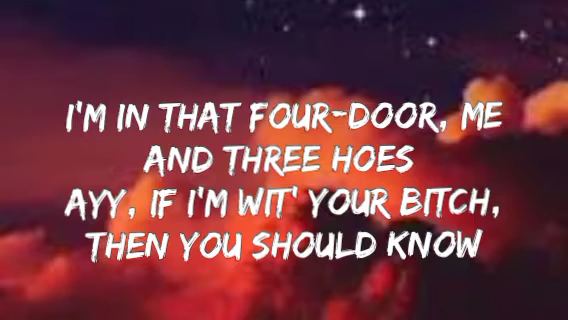 I'M IN THAT FOUR-DOOR, ME
AND THREE HOES
AYY, IF I'M WIT' YOUR BITCH,
THEN YOU SHOULD KNOW